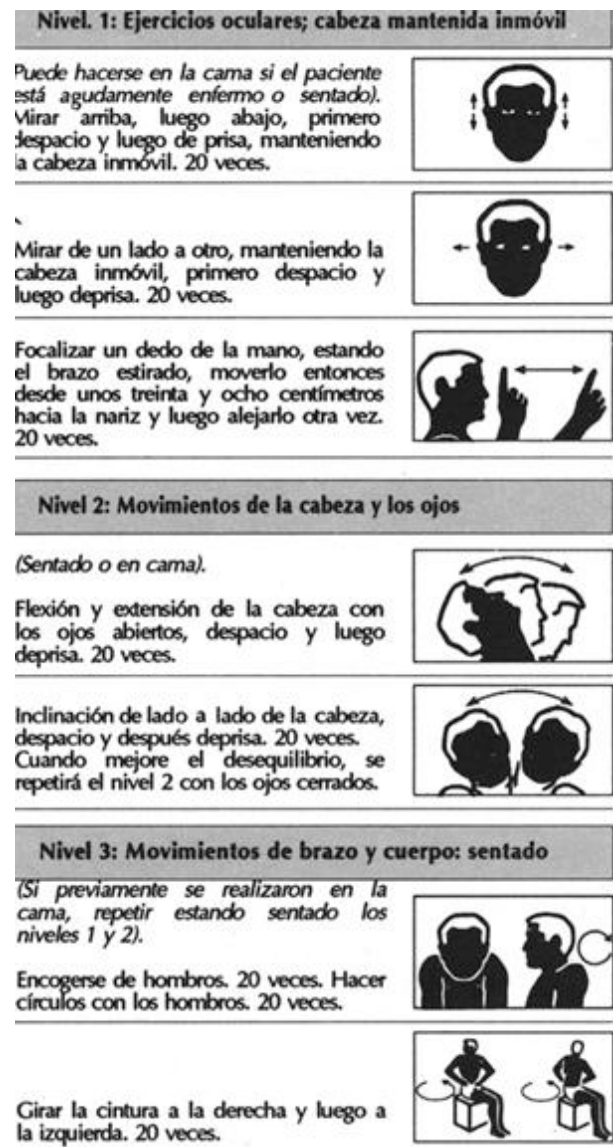 Nivel. 1: Ejercicios oculares; cabeza mantenida inmóvil
Puede hacerse en la cama si el paciente
está agudamente enfermo o sentado).
Mirar arriba, luego abajo, primero
despacio y luego de prisa, manteniendo
la cabeza inmóvil. 20 veces.
Mirar de un lado a otro, manteniendo la
cabeza inmóvil, primero despacio y
luego deprisa. 20 veces.
Focalizar un dedo de la mano, estando
el brazo estirado, moverlo entonces
desde unos treinta y ocho centímetros
hacia la nariz y luego alejarlo otra vez.
20 veces.
Nivel 2: Movimientos de la cabeza y los ojos
(Sentado o en cama).
Flexión y extensión de la cabeza con
los ojos abiertos, despacio y luego
deprisa. 20 veces.
Inclinación de lado a lado de la cabeza,
despacio y después deprisa. 20 veces.
Cuando mejore el desequilibrio, se
repetirá el nivel 2 con los ojos cerrados.
Nivel 3: Movimientos de brazo y cuerpo: sentado
(Si previamente se realizaron en la
cama, repetir estando sentado los
niveles 1 y 2).
Encogerse de hombros. 20 veces. Hacer
círculos con los hombros. 20 veces.
Girar la cintura a la derecha y luego a
la izquierda. 20 veces.